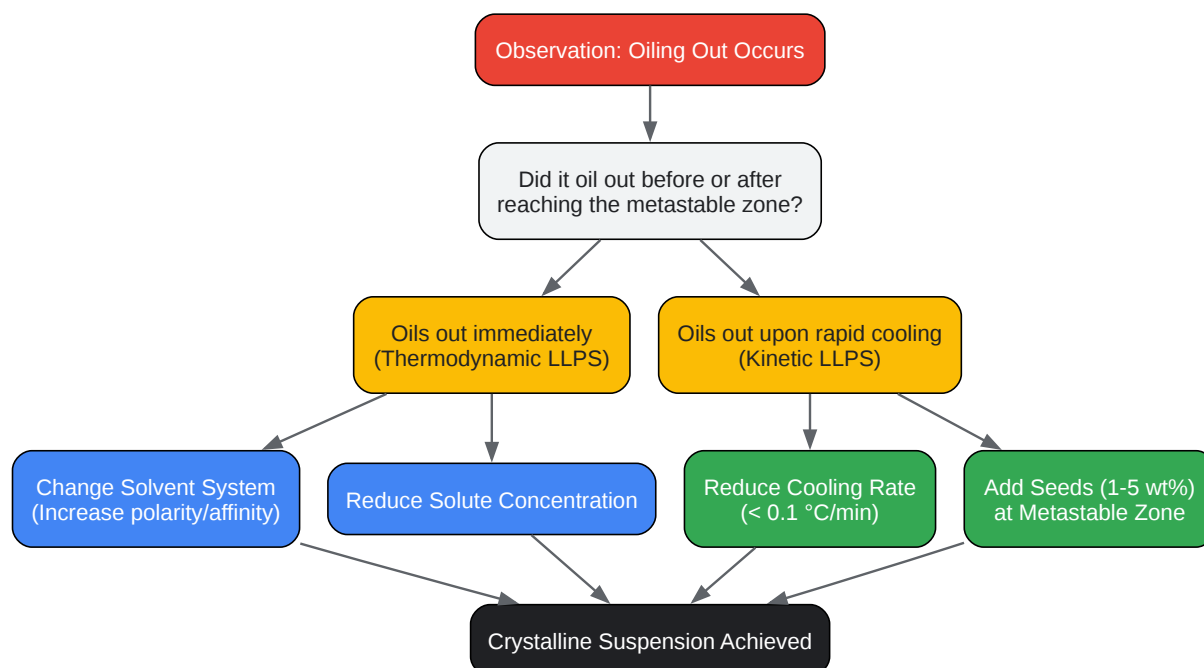 Observation: Oiling Out Occurs
Did it oil out before or after
reaching the metastable zone?
Oils out immediately
(Thermodynamic LLPS)
Oils out upon rapid cooling
(Kinetic LLPS)
Change Solvent System
(Increase polarity/affinity)
Reduce Solute Concentration
Reduce Cooling Rate
(< 0.1 °C/min)
Add Seeds (1-5 wt%)
at Metastable Zone
Crystalline Suspension Achieved